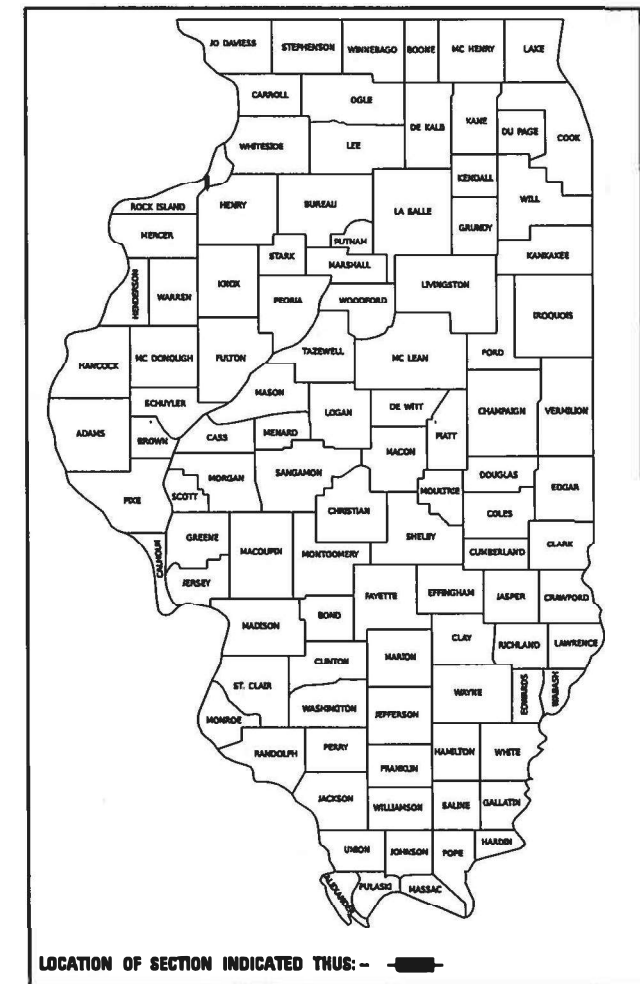 JO DAVIESS STEPHENSON WINNEBAGO BOONE MC HENRY LAKE
CARROLL OGLE DE KALB KANE DU PAGE COOK
WHITESIDE LEE
KENDALL WILL
ROCK ISLAND HENRY BUREAU LA SALLE GRUNDY
MERCER PUTNAM
STARK MARSHALL KANKAKEE
HENDERSON WARREN KNOX PEORIA WOODFORD LIVINGSTON IROQUOIS
HANCOCK MC DONOUGH FULTON TAZEWELL MC LEAN FORD
MASON
SCHUYLER LOGAN DE WITT CHAMPAIGN VERMILION
ADAMS BROWN CASS MENARD PIATT
MACON
PIKE SCOTT MORGAN SANGAMON MOULTRIE DOUGLAS EDGAR
CHRISTIAN COLES
CALHOUN GREENE MACOUPIN MONTGOMERY SHELBY CUMBERLAND CLARK
JERSEY
FAYETTE EFFINGHAM JASPER CRAWFORD
MADISON BOND
CLAY RICHLAND LAWRENCE
CLINTON MARION
ST. CLAIR WAYNE EDWARDS WABASH
WASHINGTON JEFFERSON
MONROE
RANDOLPH PERRY HAMILTON WHITE
FRANKLIN
JACKSON WILLIAMSON SALINE GALLATIN
UNION JOHNSON POPE HARDIN
ALEXANDER PULASKI MASSAC
LOCATION OF SECTION INDICATED THUS: -